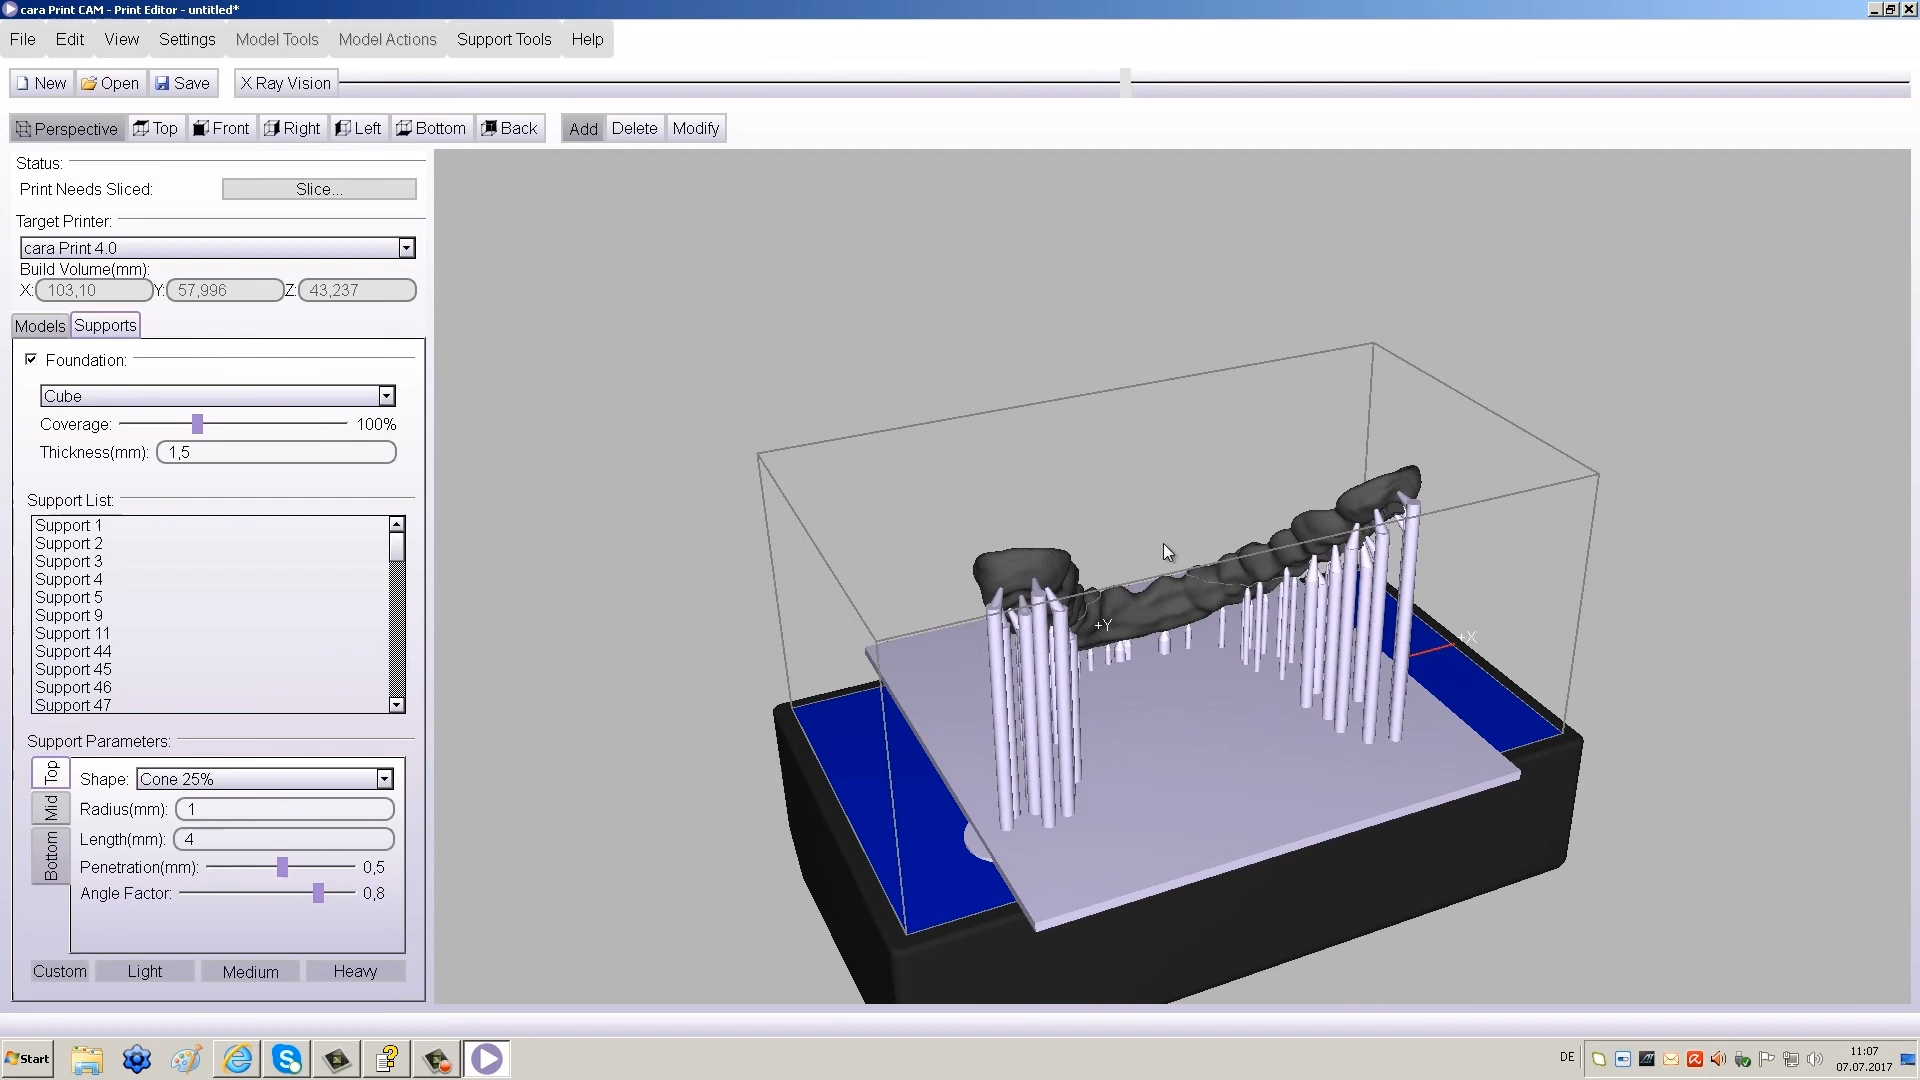 cara Print CAM - Print Editor - untitled*
File Edit View Settings Model Tools Model Actions Support Tools Help
New Open Save X Ray Vision
Perspective Top Front Right Left Bottom Back Add Delete Modify
Status:
Print Needs Sliced: Slice...
Target Printer:
cara Print 4.0
Build Volume(mm):
X: 103,10 Y: 57,996 Z: 43,237
Models Supports
Foundation:
Cube
Coverage: 100%
Thickness(mm): 1,5
Support List:
Support 1
Support 2
Support 3
Support 4
Support 5
Support 9
Support 11
Support 44
Support 45
Support 46
Support 47
Support Parameters:
Top
Mid
Bottom
Shape: Cone 25%
Radius(mm): 1
Length(mm): 4
Penetration(mm): 0,5
Angle Factor: 0,8
Custom Light Medium Heavy
+Y
+X
Start
DE
11:07
07.07.2017